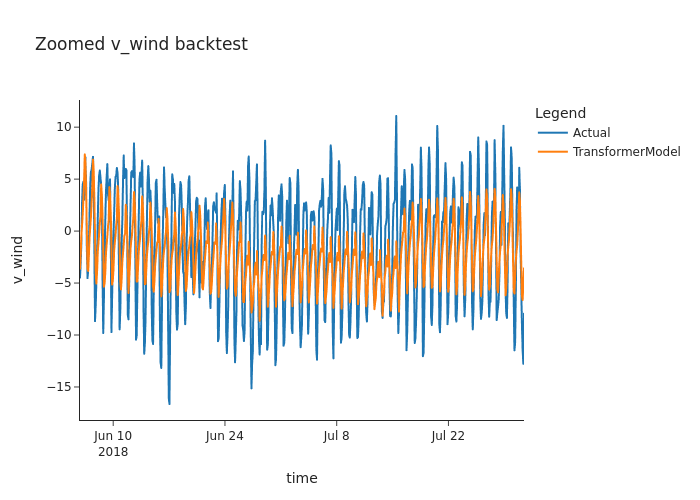 Zoomed v_wind backtest
Legend
Actual
TransformerModel
10
5
0
−5
−10
−15
v_wind
Jun 10
2018
Jun 24
Jul 8
Jul 22
time